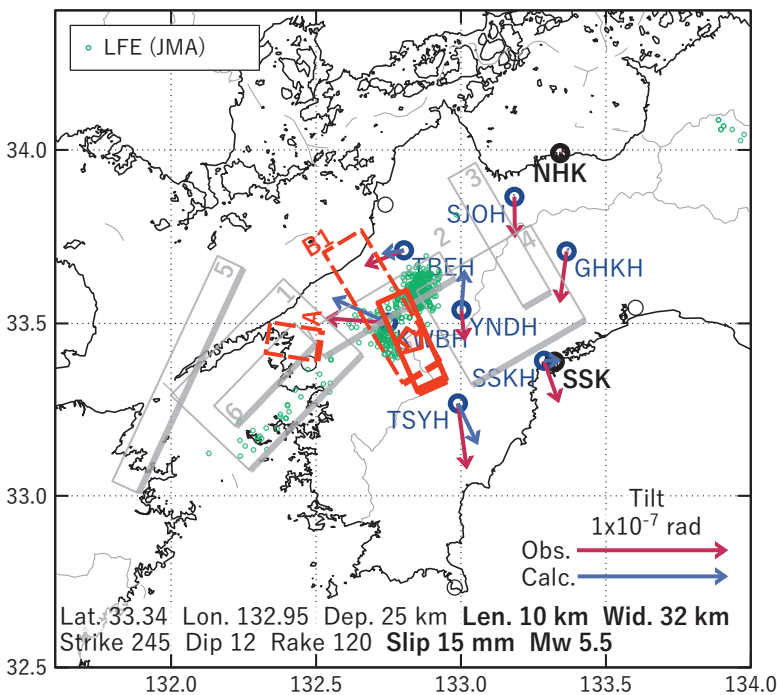 LFE (JMA)
34.0
33.5
33.0
32.5
132.0
132.5
133.0
133.5
134.0
NHK
SJOH
3
4
GHKH
B1
2
TBEH
5
1
A
KWBH
YNDH
SSKH
SSK
6
TSYH
Tilt
1x10⁻⁷ rad
Obs.
Calc.
Lat. 33.34 Lon. 132.95 Dep. 25 km Len. 10 km Wid. 32 km
Strike 245 Dip 12 Rake 120 Slip 15 mm Mw 5.5